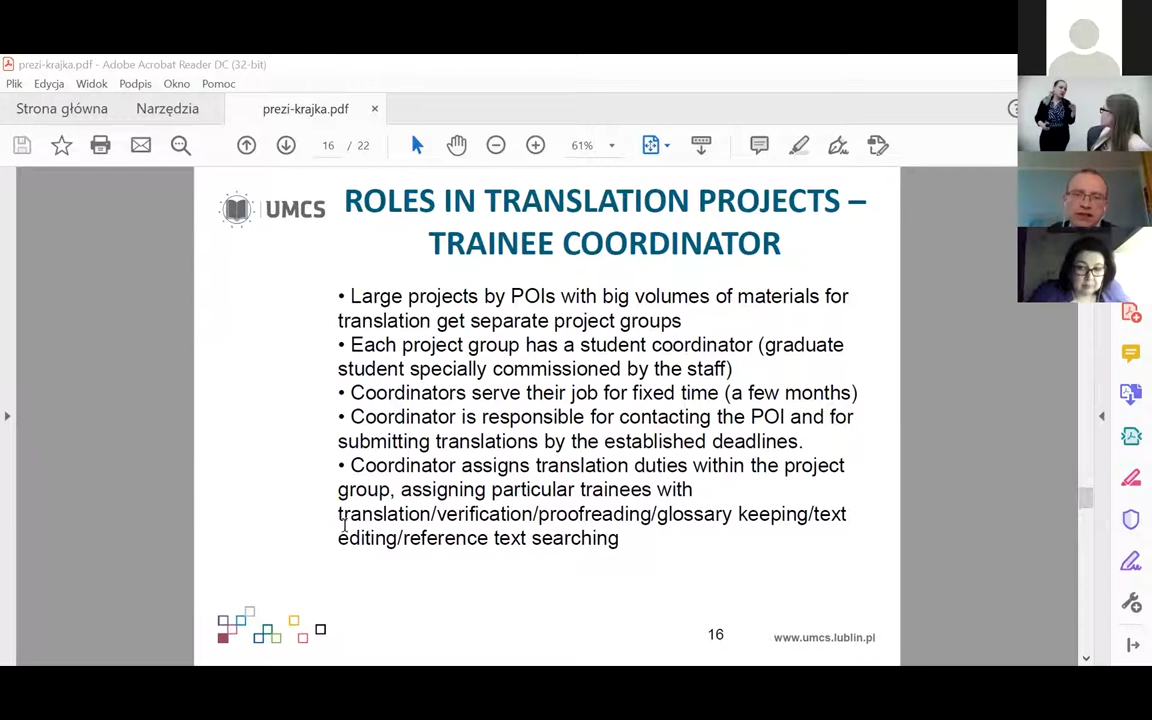 prezi-krajka.pdf - Adobe Acrobat Reader DC (32-bit)
Plik Edycja Widok Podpis Okno Pomoc
Strona główna Narzędzia prezi-krajka.pdf ×
16 / 22 61%
UMCS
ROLES IN TRANSLATION PROJECTS –
TRAINEE COORDINATOR
• Large projects by POIs with big volumes of materials for
translation get separate project groups
• Each project group has a student coordinator (graduate
student specially commissioned by the staff)
• Coordinators serve their job for fixed time (a few months)
• Coordinator is responsible for contacting the POI and for
submitting translations by the established deadlines.
• Coordinator assigns translation duties within the project
group, assigning particular trainees with
translation/verification/proofreading/glossary keeping/text
editing/reference text searching
16
www.umcs.lublin.pl